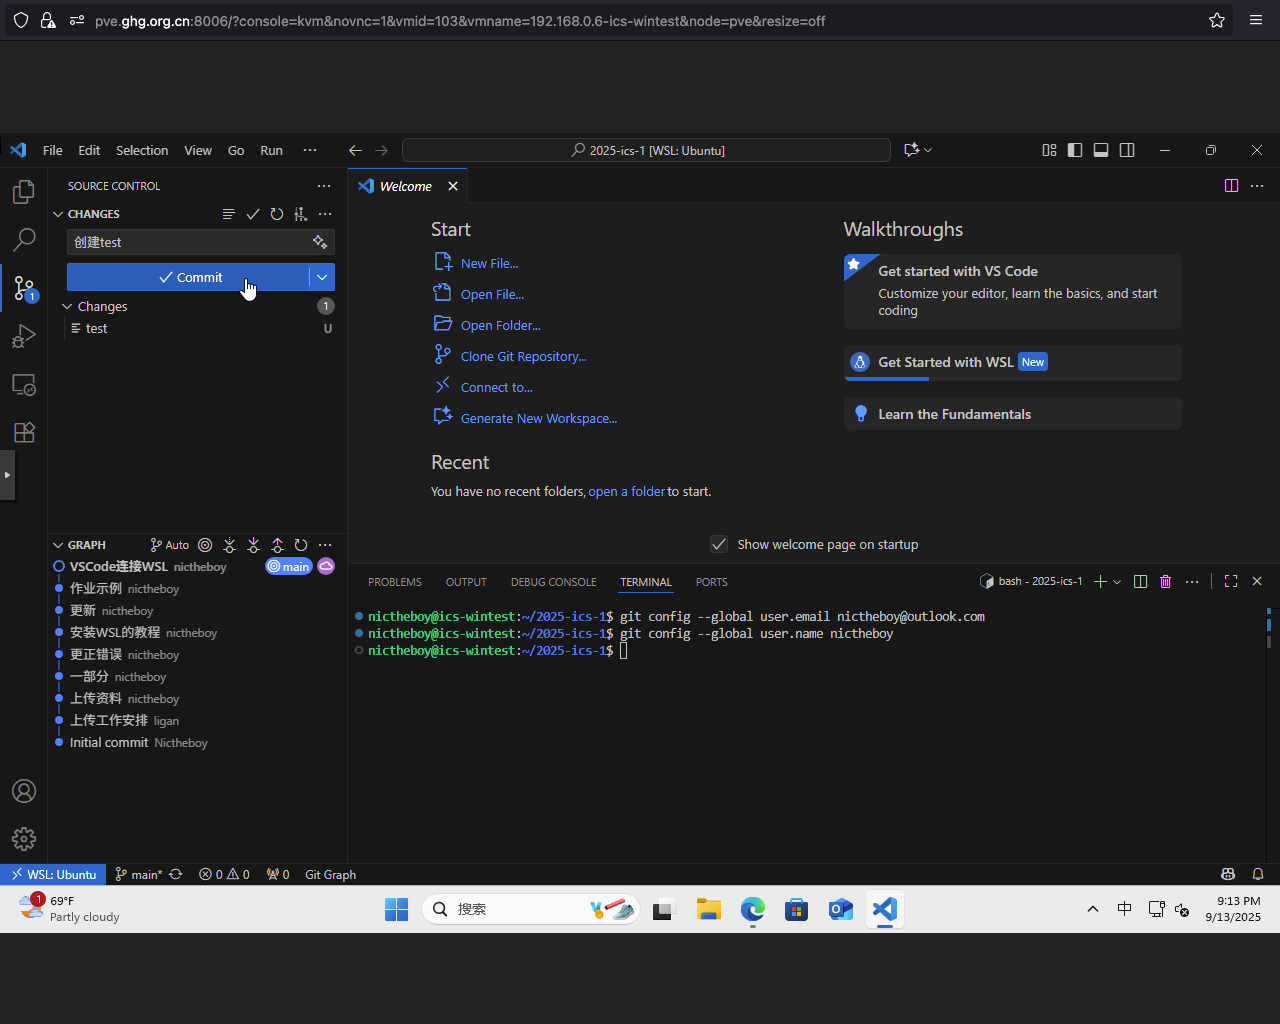 pve.ghg.org.cn:8006/?console=kvm&novnc=1&vmid=103&vmname=192.168.0.6-ics-wintest&node=pve&resize=off
File Edit Selection View Go Run ···
2025-ics-1 [WSL: Ubuntu]
SOURCE CONTROL
CHANGES
创建test
Commit
Changes 1
test U
1
Welcome
Start
New File...
Open File...
Open Folder...
Clone Git Repository...
Connect to...
Generate New Workspace...
Recent
You have no recent folders, open a folder to start.
Walkthroughs
Get started with VS Code
Customize your editor, learn the basics, and start
coding
Get Started with WSL New
Learn the Fundamentals
Show welcome page on startup
GRAPH Auto
VSCode连接WSL nictheboy main
作业示例 nictheboy
更新 nictheboy
安装WSL的教程 nictheboy
更正错误 nictheboy
一部分 nictheboy
上传资料 nictheboy
上传工作安排 ligan
Initial commit Nictheboy
PROBLEMS OUTPUT DEBUG CONSOLE TERMINAL PORTS
bash - 2025-ics-1
nictheboy@ics-wintest:~/2025-ics-1$ git config --global user.email nictheboy@outlook.com
nictheboy@ics-wintest:~/2025-ics-1$ git config --global user.name nictheboy
nictheboy@ics-wintest:~/2025-ics-1$
WSL: Ubuntu main* 0 0 0 Git Graph
1
69°F
Partly cloudy
搜索
中
9:13 PM
9/13/2025